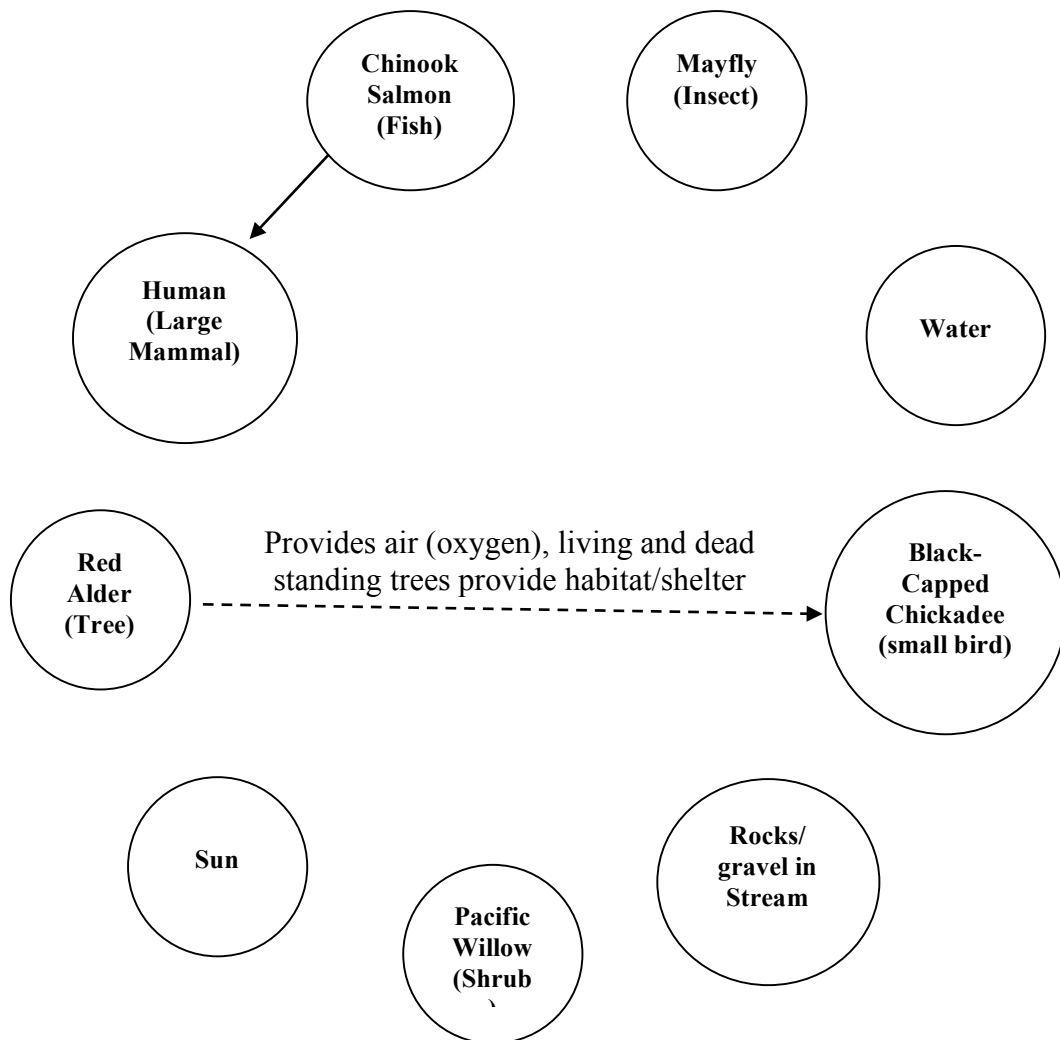 Chinook
Salmon
(Fish)
Mayfly
(Insect)
Human
(Large
Mammal)
Water
Provides air (oxygen), living and dead
standing trees provide habitat/shelter
Red
Alder
(Tree)
Black-
Capped
Chickadee
(small bird)
Sun
Rocks/
gravel in
Stream
Pacific
Willow
(Shrub
)